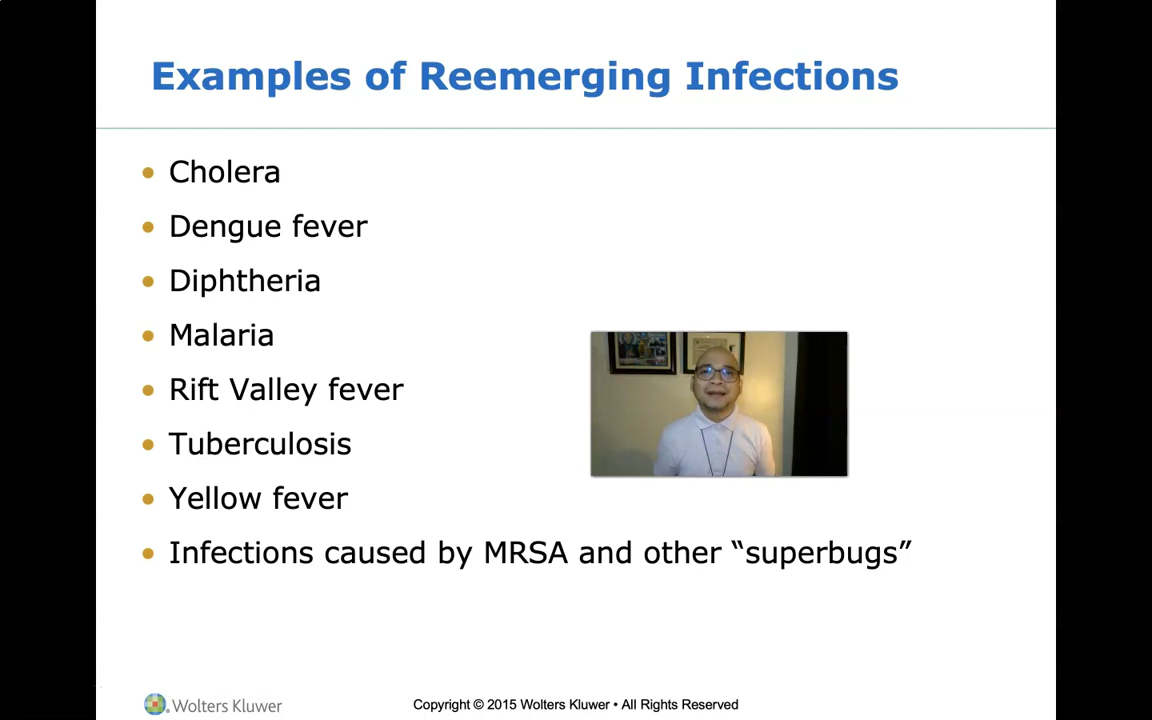 Examples of Reemerging Infections
• Cholera
• Dengue fever
• Diphtheria
• Malaria
• Rift Valley fever
• Tuberculosis
• Yellow fever
• Infections caused by MRSA and other “superbugs”
Wolters Kluwer
Copyright © 2015 Wolters Kluwer • All Rights Reserved